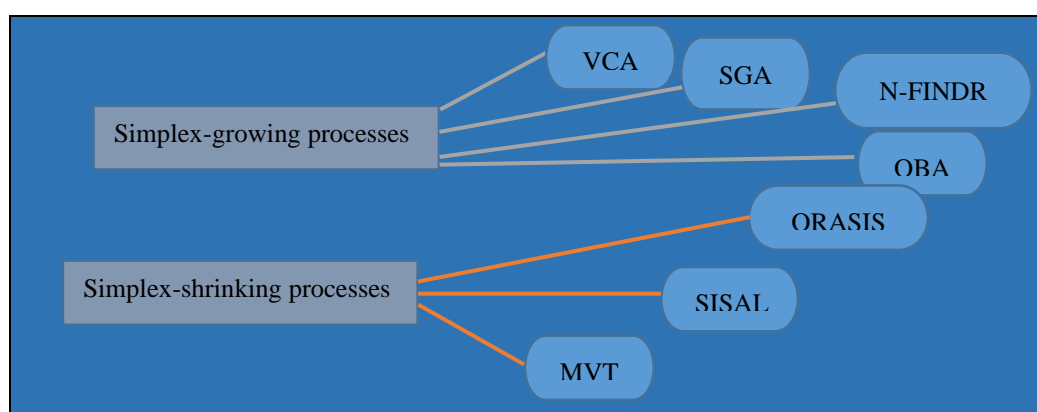 VCA
SGA
N-FINDR
Simplex-growing processes
OBA
ORASIS
Simplex-shrinking processes
SISAL
MVT